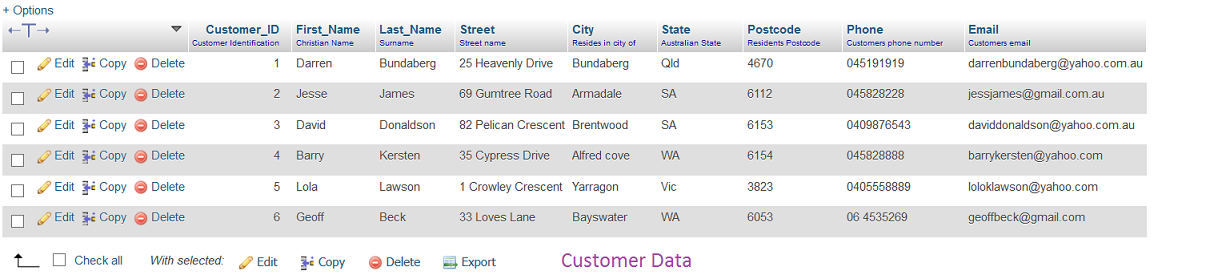 + Options
Customer_ID First_Name Last_Name Street City State Postcode Phone Email
Customer Identification Christian Name Surname Street name Resides in city of Australian State Residents Postcode Customers phone number Customers email
Edit Copy Delete 1 Darren Bundaberg 25 Heavenly Drive Bundaberg Qld 4670 045191919 darrenbundaberg@yahoo.com.au
Edit Copy Delete 2 Jesse James 69 Gumtree Road Armadale SA 6112 045828228 jessjames@gmail.com.au
Edit Copy Delete 3 David Donaldson 82 Pelican Crescent Brentwood SA 6153 0409876543 daviddonaldson@yahoo.com.au
Edit Copy Delete 4 Barry Kersten 35 Cypress Drive Alfred cove WA 6154 045828888 barrykersten@yahoo.com
Edit Copy Delete 5 Lola Lawson 1 Crowley Crescent Yarragon Vic 3823 0405558889 loloklawson@yahoo.com
Edit Copy Delete 6 Geoff Beck 33 Loves Lane Bayswater WA 6053 06 4535269 geoffbeck@gmail.com
Check all With selected: Edit Copy Delete Export Customer Data